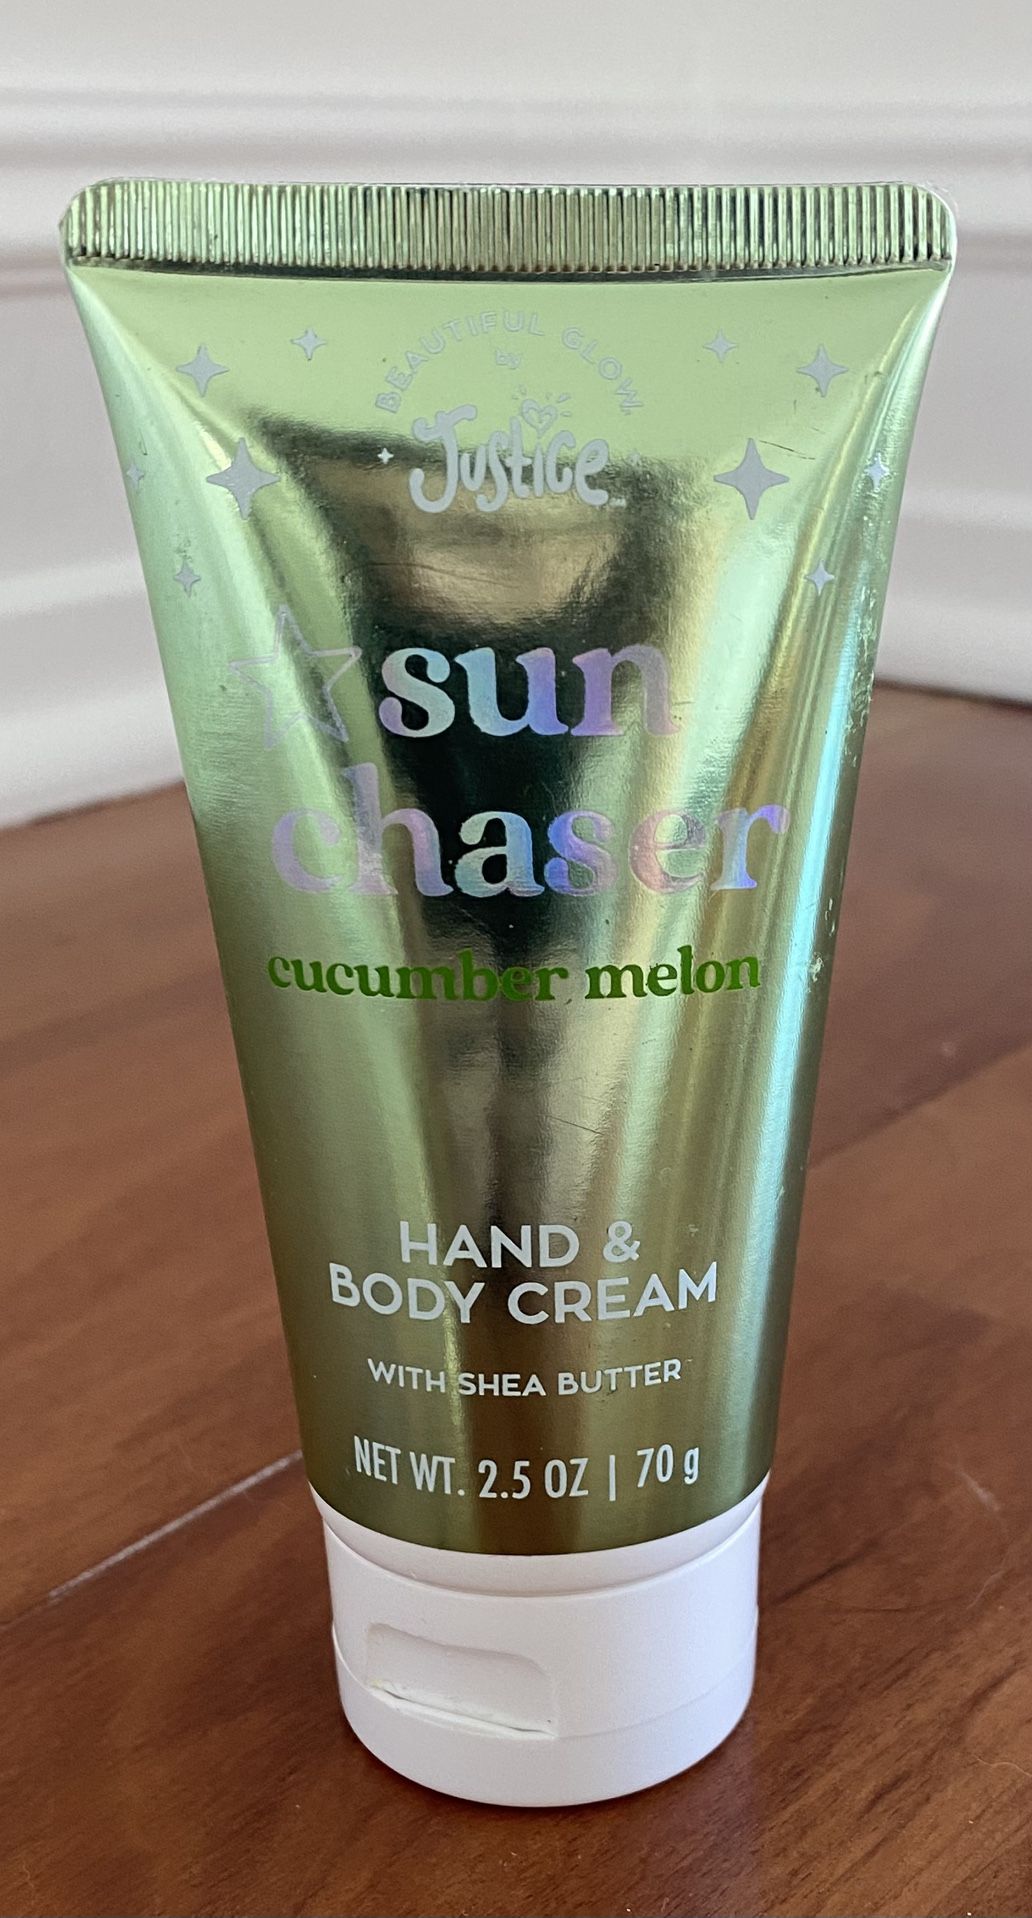 BEAUTIFUL GLOW
by
Justice
sun
chaser
cucumber melon
HAND &
BODY CREAM
WITH SHEA BUTTER
NET WT. 2.5 OZ | 70 g